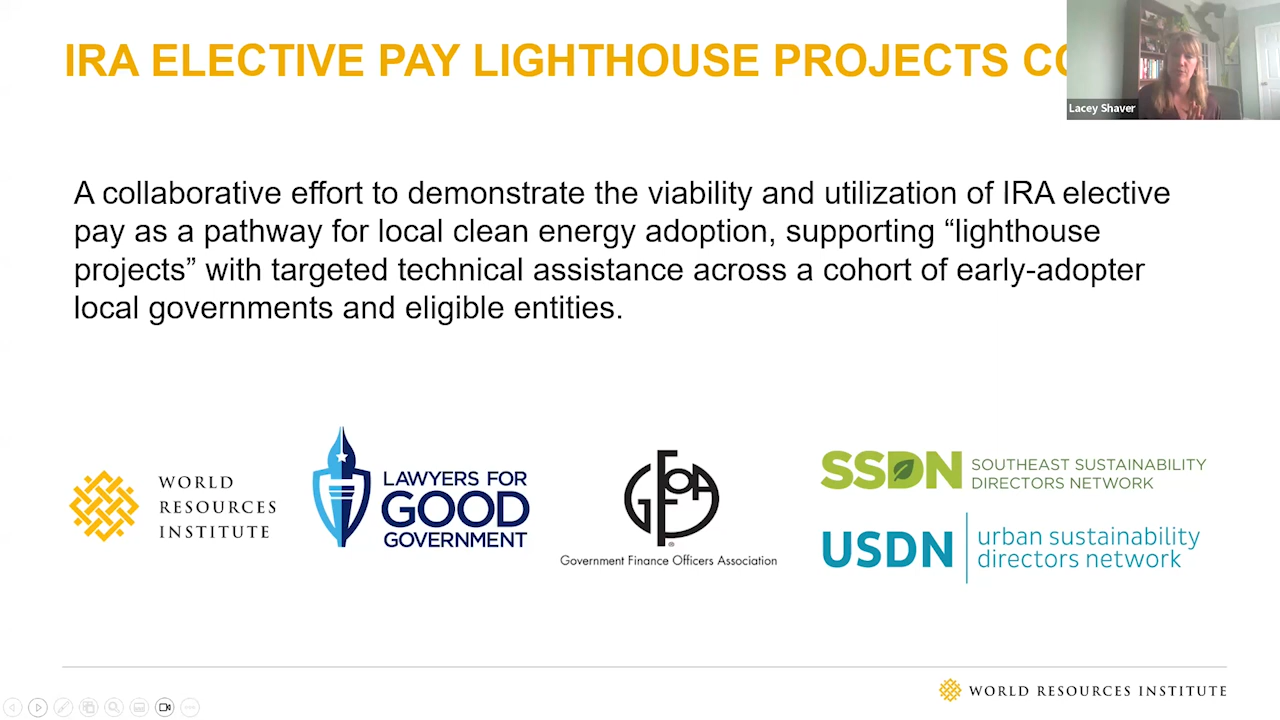 IRA ELECTIVE PAY LIGHTHOUSE PROJECTS
Lacey Shaver
A collaborative effort to demonstrate the viability and utilization of IRA elective
pay as a pathway for local clean energy adoption, supporting “lighthouse
projects” with targeted technical assistance across a cohort of early-adopter
local governments and eligible entities.
WORLD
RESOURCES
INSTITUTE
LAWYERS FOR
GOOD
GOVERNMENT
GFOA
Government Finance Officers Association
SSDN SOUTHEAST SUSTAINABILITY
DIRECTORS NETWORK
USDN urban sustainability
directors network
WORLD RESOURCES INSTITUTE